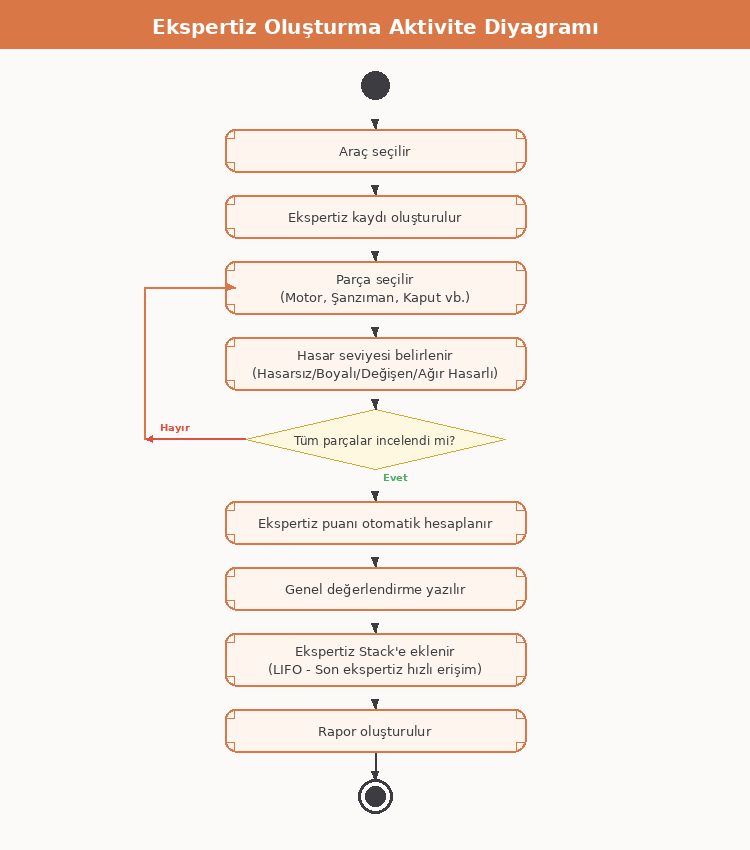 Ekspertiz Oluşturma Aktivite Diyagramı
Araç seçilir
Ekspertiz kaydı oluşturulur
Parça seçilir
(Motor, Şanzıman, Kaput vb.)
Hasar seviyesi belirlenir
(Hasarsız/Boyalı/Değişen/Ağır Hasarlı)
Hayır
Tüm parçalar incelendi mi?
Evet
Ekspertiz puanı otomatik hesaplanır
Genel değerlendirme yazılır
Ekspertiz Stack'e eklenir
(LIFO - Son ekspertiz hızlı erişim)
Rapor oluşturulur